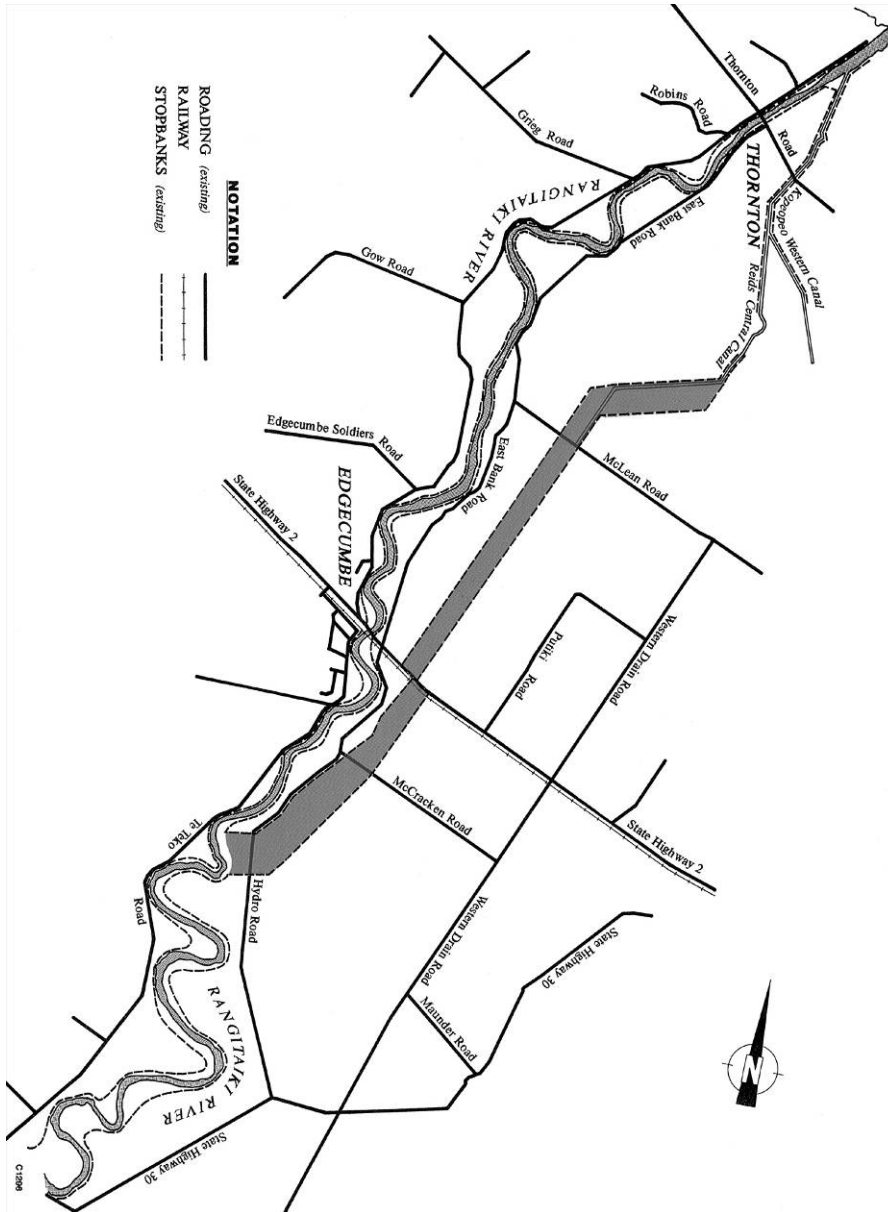 NOTATION
ROADING (existing)
RAILWAY
STOPBANKS (existing)
Thornton
Road
Robins Road
Grieg Road
THORNTON
Kopeopeo Western Canal
Reids Central Canal
East Bank Road
RANGITAIKI RIVER
Gow Road
Edgecumbe Soldiers Road
EDGECUMBE
State Highway 2
East Bank
Road
McLean Road
Western Drain Road
Putiki
Road
McCracken Road
State Highway 2
Te Teko
Road
Hydro Road
Western Drain Road
State Highway 30
Maunder Road
RANGITAIKI RIVER
State Highway 30
N
C1296